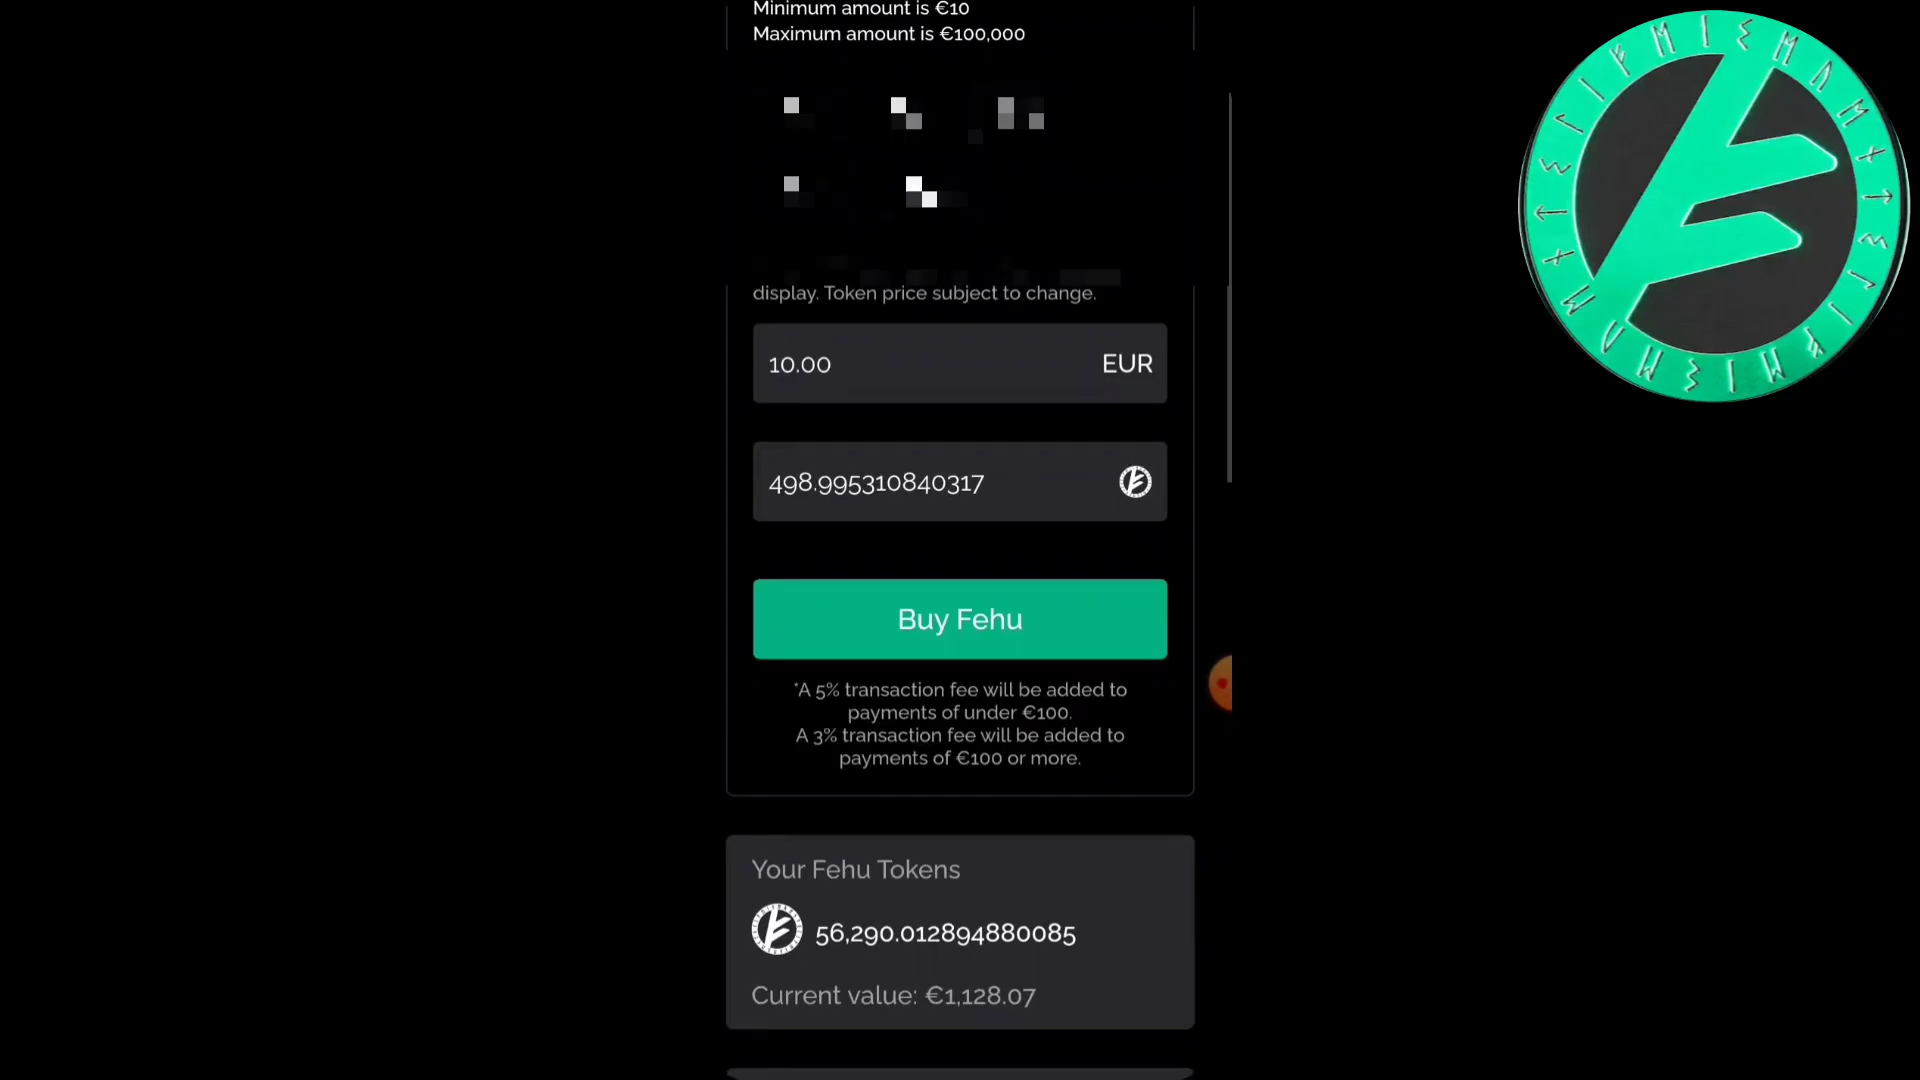 Minimum amount is €10
Maximum amount is €100,000
display. Token price subject to change.
10.00 EUR
498.995310840317
Buy Fehu
*A 5% transaction fee will be added to
payments of under €100.
A 3% transaction fee will be added to
payments of €100 or more.
Your Fehu Tokens
56,290.012894880085
Current value: €1,128.07